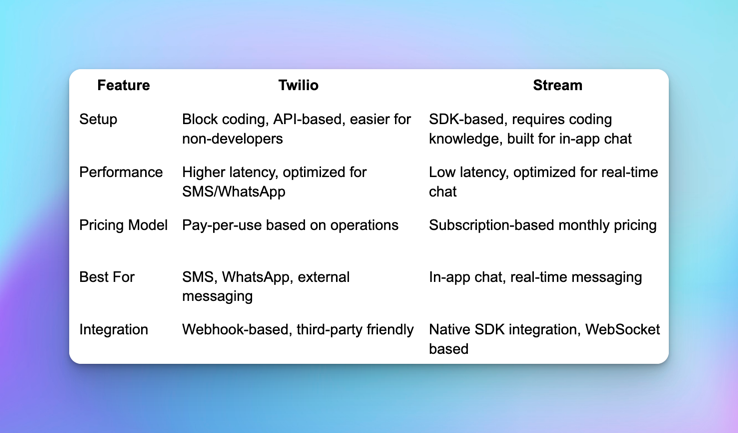 Feature Twilio Stream
Setup Block coding, API-based, easier for SDK-based, requires coding
non-developers knowledge, built for in-app chat
Performance Higher latency, optimized for Low latency, optimized for real-time
SMS/WhatsApp chat
Pricing Model Pay-per-use based on operations Subscription-based monthly pricing
Best For SMS, WhatsApp, external In-app chat, real-time messaging
messaging
Integration Webhook-based, third-party friendly Native SDK integration, WebSocket
based